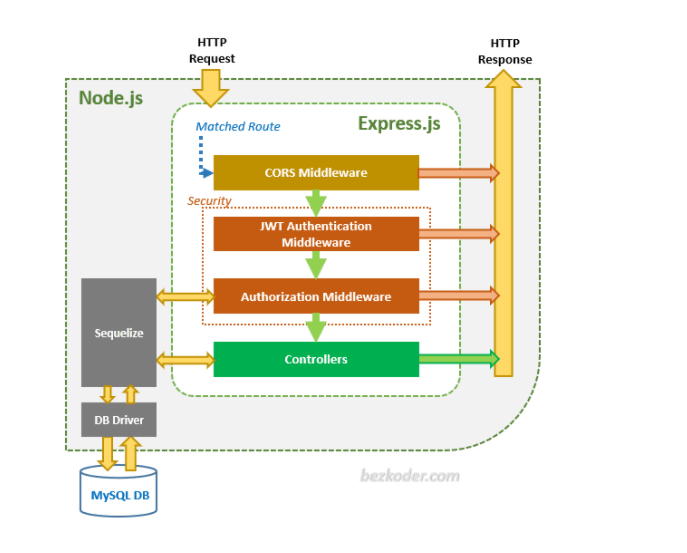 HTTP
Request
HTTP
Response
Node.js
Express.js
Matched Route
CORS Middleware
Security
JWT Authentication
Middleware
Authorization Middleware
Sequelize
Controllers
DB Driver
MySQL DB
bezkoder.com